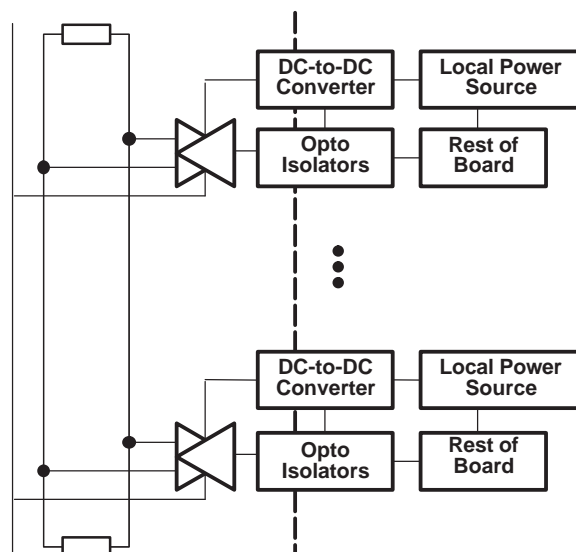 DC-to-DC
Converter
Local Power
Source
Opto
Isolators
Rest of
Board
DC-to-DC
Converter
Local Power
Source
Opto
Isolators
Rest of
Board